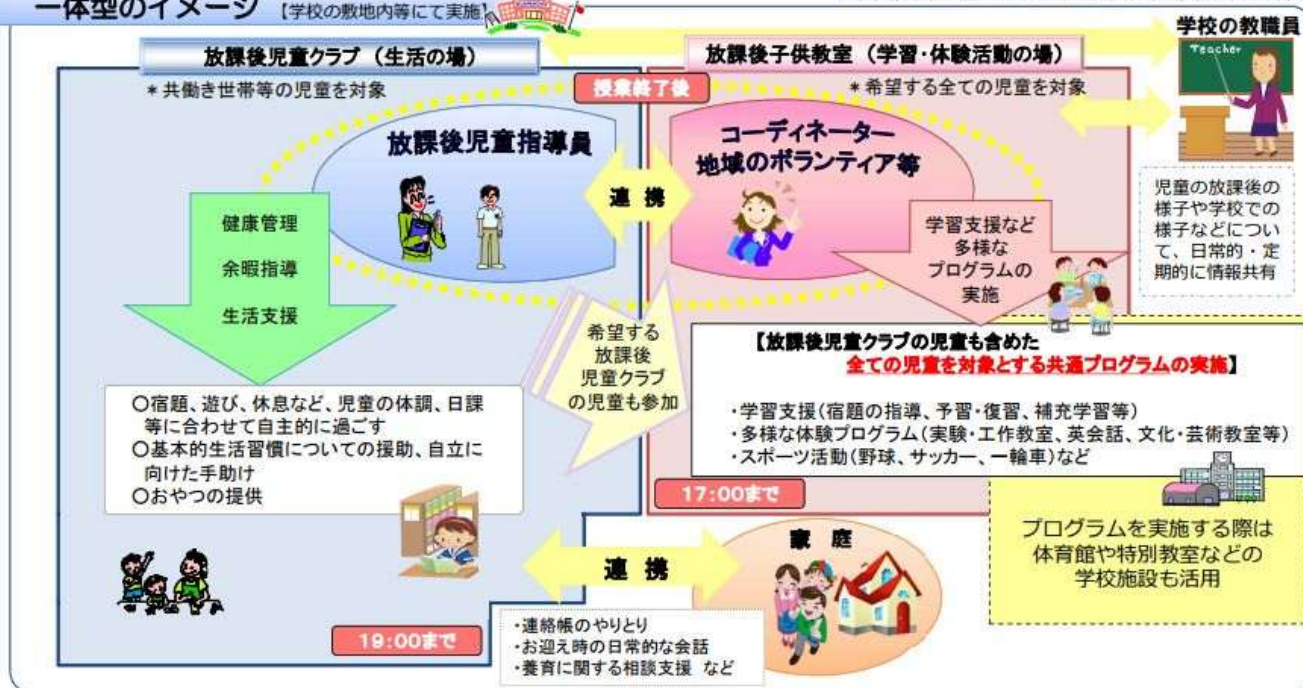 一体型のイメージ 【学校の敷地内等にて実施】
学校の教職員
Teacher
放課後児童クラブ（生活の場）
放課後子供教室（学習・体験活動の場）
＊共働き世帯等の児童を対象
授業終了後
＊希望する全ての児童を対象
放課後児童指導員
連 携
コーディネーター
地域のボランティア等
児童の放課後の
様子や学校での
様子などについ
て、日常的・定
期的に情報共有
健康管理
余暇指導
生活支援
学習支援など
多様な
プログラムの
実施
希望する
放課後
児童クラブ
の児童も参加
【放課後児童クラブの児童も含めた
全ての児童を対象とする共通プログラムの実施】
・学習支援（宿題の指導、予習・復習、補充学習等）
・多様な体験プログラム（実験・工作教室、英会話、文化・芸術教室等）
・スポーツ活動（野球、サッカー、一輪車）など
○宿題、遊び、休息など、児童の体調、日課
等に合わせて自主的に過ごす
○基本的生活習慣についての援助、自立に
向けた手助け
○おやつの提供
17:00まで
プログラムを実施する際は
体育館や特別教室などの
学校施設も活用
家 庭
連 携
19:00まで
・連絡帳のやりとり
・お迎え時の日常的な会話
・養育に関する相談支援 など